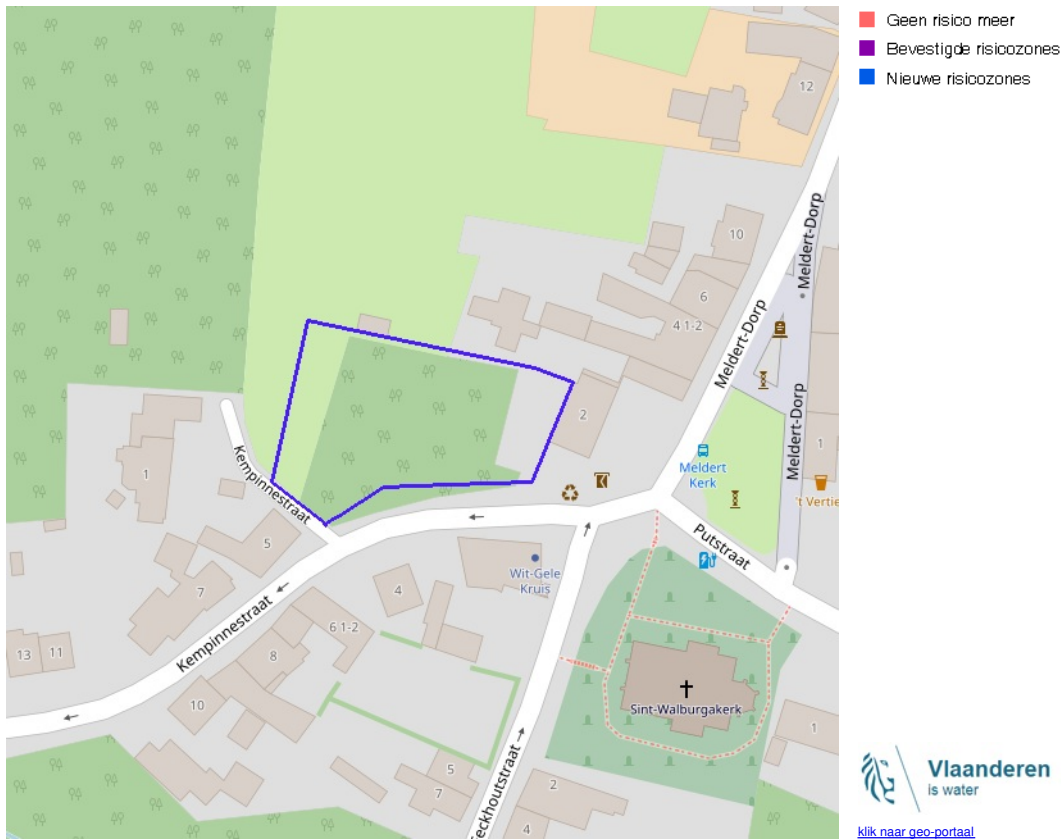 Geen risico meer
Bevestigde risicozones
Nieuwe risicozones
12
10
6
4 1-2
Meldert-Dorp
Meldert-Dorp
Meldert-Dorp
2
1
Meldert
Kerk
't Vertie
1
Kempinnestraat
5
7
Wit-Gele
Kruis
4
Putstraat
6 1-2
Kempinnestraat
13
11
8
10
Sint-Walburgakerk
1
5
7
2
4
eeckhoutstraat
Vlaanderen
is water
klik naar geo-portaal